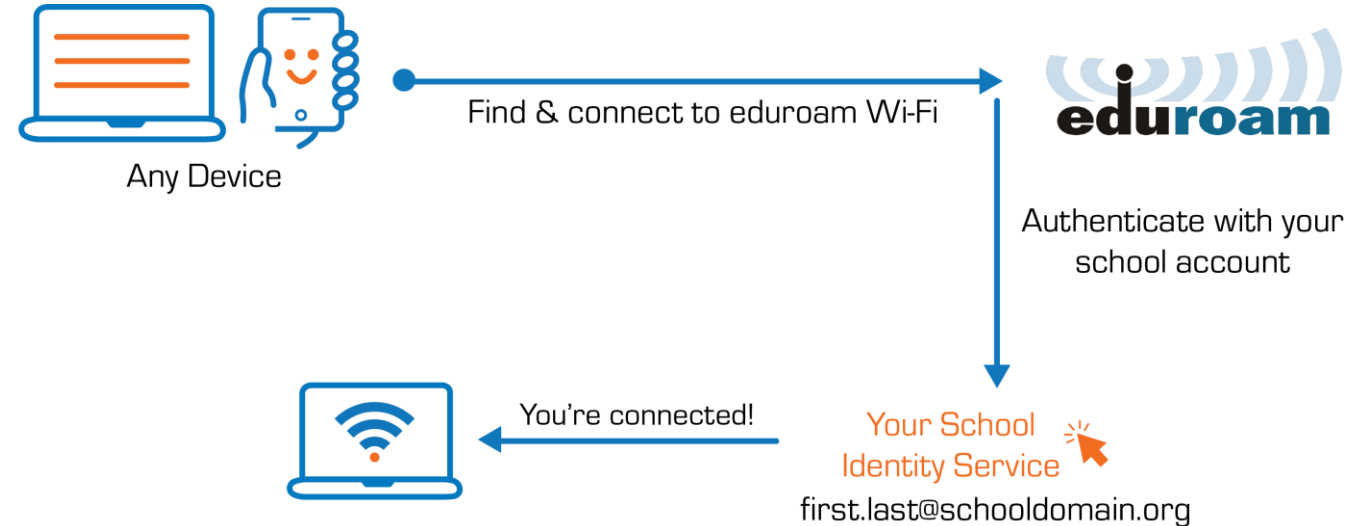 Find & connect to eduroam Wi-Fi
eduroam
Any Device
Authenticate with your
school account
You're connected!
Your School
Identity Service
first.last@schooldomain.org